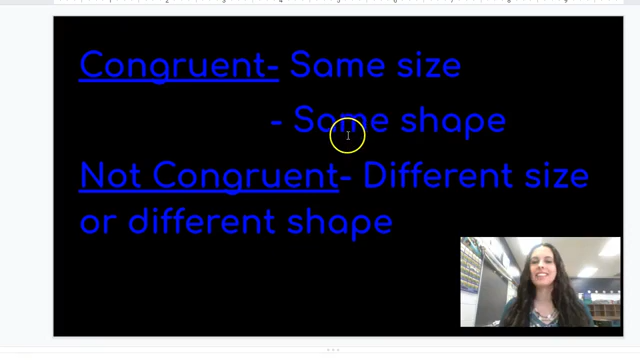 Congruent- Same size
- Same shape
Not Congruent- Different size
or different shape